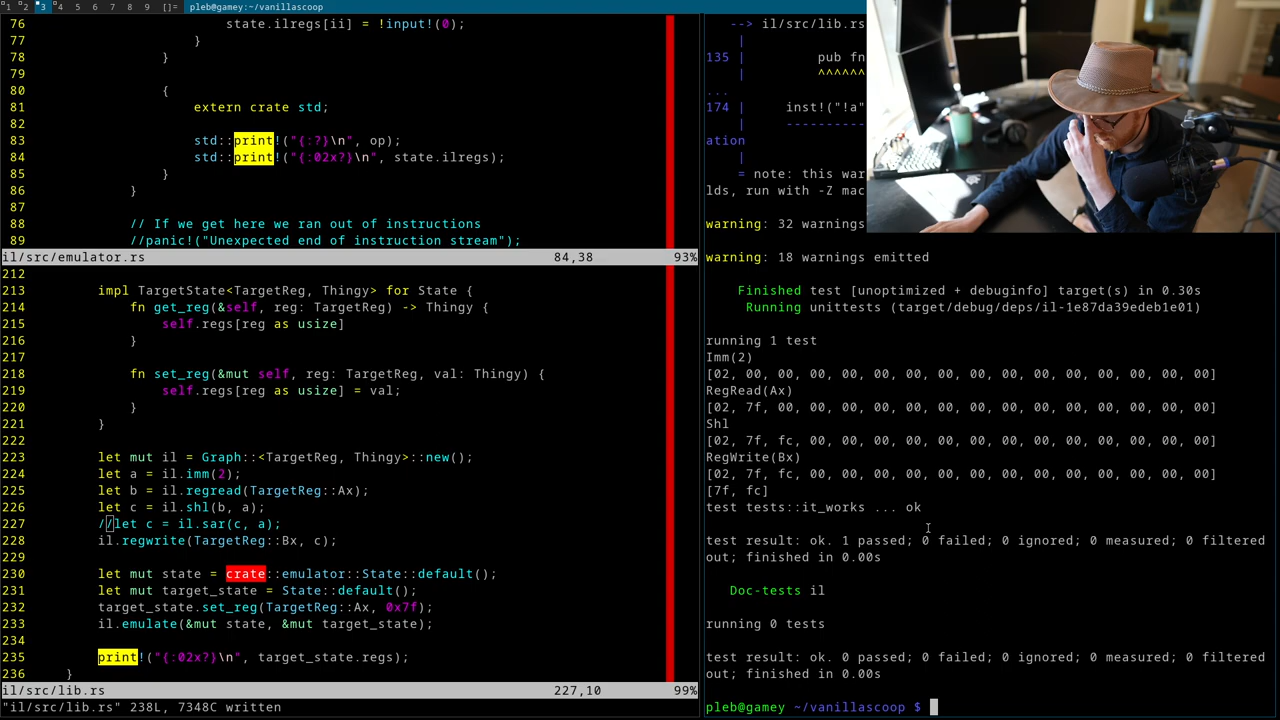 1 2 3 4 5 6 7 8 9 []= pleb@gamey:~/vanillascoop
76 state.ilregs[ii] = !input!(0);
77 }
78 }
79
80 {
81 extern crate std;
82
83 std::print!("{:?}\n", op);
84 std::print!("{:02x?}\n", state.ilregs);
85 }
86 }
87
88 // If we get here we ran out of instructions
89 //panic!("Unexpected end of instruction stream");
il/src/emulator.rs 84,38 93%
212
213 impl TargetState<TargetReg, Thingy> for State {
214 fn get_reg(&self, reg: TargetReg) -> Thingy {
215 self.regs[reg as usize]
216 }
217
218 fn set_reg(&mut self, reg: TargetReg, val: Thingy) {
219 self.regs[reg as usize] = val;
220 }
221 }
222
223 let mut il = Graph::<TargetReg, Thingy>::new();
224 let a = il.imm(2);
225 let b = il.regread(TargetReg::Ax);
226 let c = il.shl(b, a);
227 //let c = il.sar(c, a);
228 il.regwrite(TargetReg::Bx, c);
229
230 let mut state = crate::emulator::State::default();
231 let mut target_state = State::default();
232 target_state.set_reg(TargetReg::Ax, 0x7f);
233 il.emulate(&mut state, &mut target_state);
234
235 print!("{:02x?}\n", target_state.regs);
236 }
il/src/lib.rs 227,10 99%
"il/src/lib.rs" 238L, 7348C written
--> il/src/lib.rs
|
135 | pub fn
| ^^^^^^
...
174 | inst!("!a"
| ----------
ation
|
= note: this war
lds, run with -Z mac
warning: 32 warnings
warning: 18 warnings emitted
Finished test [unoptimized + debuginfo] target(s) in 0.30s
Running unittests (target/debug/deps/il-1e87da39edeb1e01)
running 1 test
Imm(2)
[02, 00, 00, 00, 00, 00, 00, 00, 00, 00, 00, 00, 00, 00, 00, 00]
RegRead(Ax)
[02, 7f, 00, 00, 00, 00, 00, 00, 00, 00, 00, 00, 00, 00, 00, 00]
Shl
[02, 7f, fc, 00, 00, 00, 00, 00, 00, 00, 00, 00, 00, 00, 00, 00]
RegWrite(Bx)
[02, 7f, fc, 00, 00, 00, 00, 00, 00, 00, 00, 00, 00, 00, 00, 00]
[7f, fc]
test tests::it_works ... ok
test result: ok. 1 passed; 0 failed; 0 ignored; 0 measured; 0 filtered
out; finished in 0.00s
Doc-tests il
running 0 tests
test result: ok. 0 passed; 0 failed; 0 ignored; 0 measured; 0 filtered
out; finished in 0.00s
pleb@gamey ~/vanillascoop $